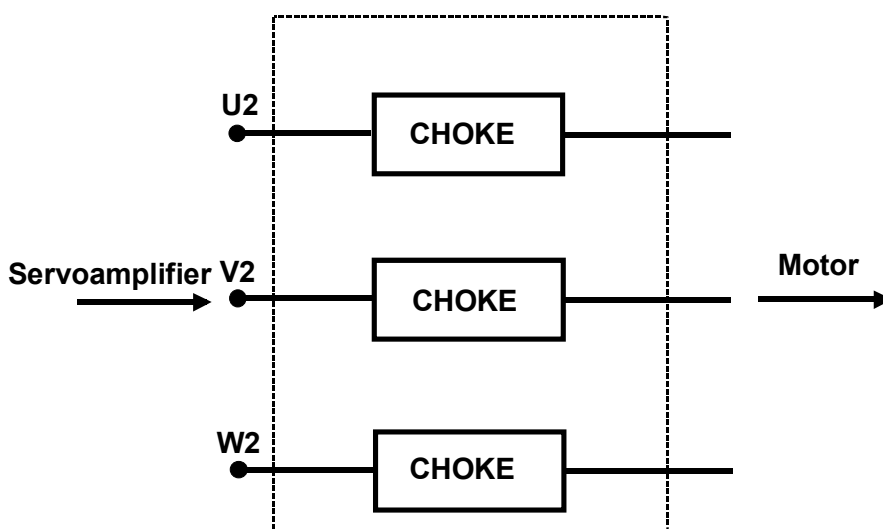 U2
CHOKE
Servoamplifier V2
CHOKE
Motor
W2
CHOKE